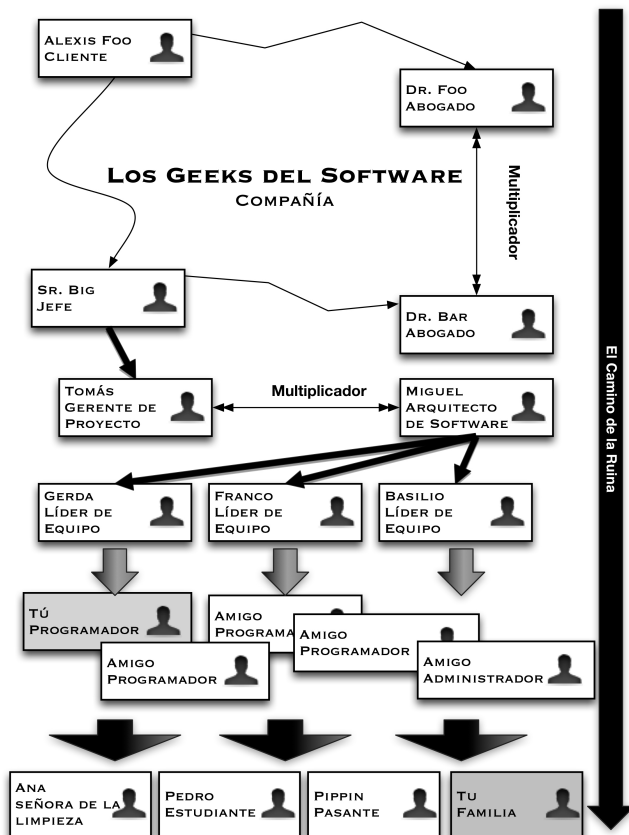 ALEXIS FOO
CLIENTE
DR. FOO
ABOGADO
LOS GEEKS DEL SOFTWARE
COMPAÑÍA
Multiplicador
SR. BIG
JEFE
DR. BAR
ABOGADO
El Camino de la Ruina
TOMÁS
GERENTE DE
PROYECTO
Multiplicador
MIGUEL
ARQUITECTO
DE SOFTWARE
GERDA
LÍDER DE
EQUIPO
FRANCO
LÍDER DE
EQUIPO
BASILIO
LÍDER DE
EQUIPO
TÚ
PROGRAMADOR
AMIGO
PROGRAMA
AMIGO
PROGRAMADOR
AMIGO
PROGRAMADOR
AMIGO
ADMINISTRADOR
ANA
SEÑORA DE LA
LIMPIEZA
PEDRO
ESTUDIANTE
PIPPIN
PASANTE
TU
FAMILIA